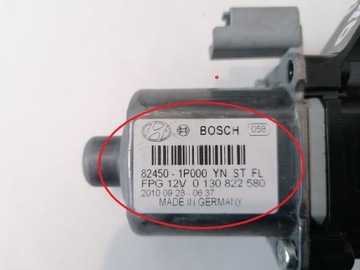 BOSCH 058
82450 - 1P000 YN ST FL
FPG 12V 0 130 822 580
2010 09 28 - 06:37
MADE IN GERMANY